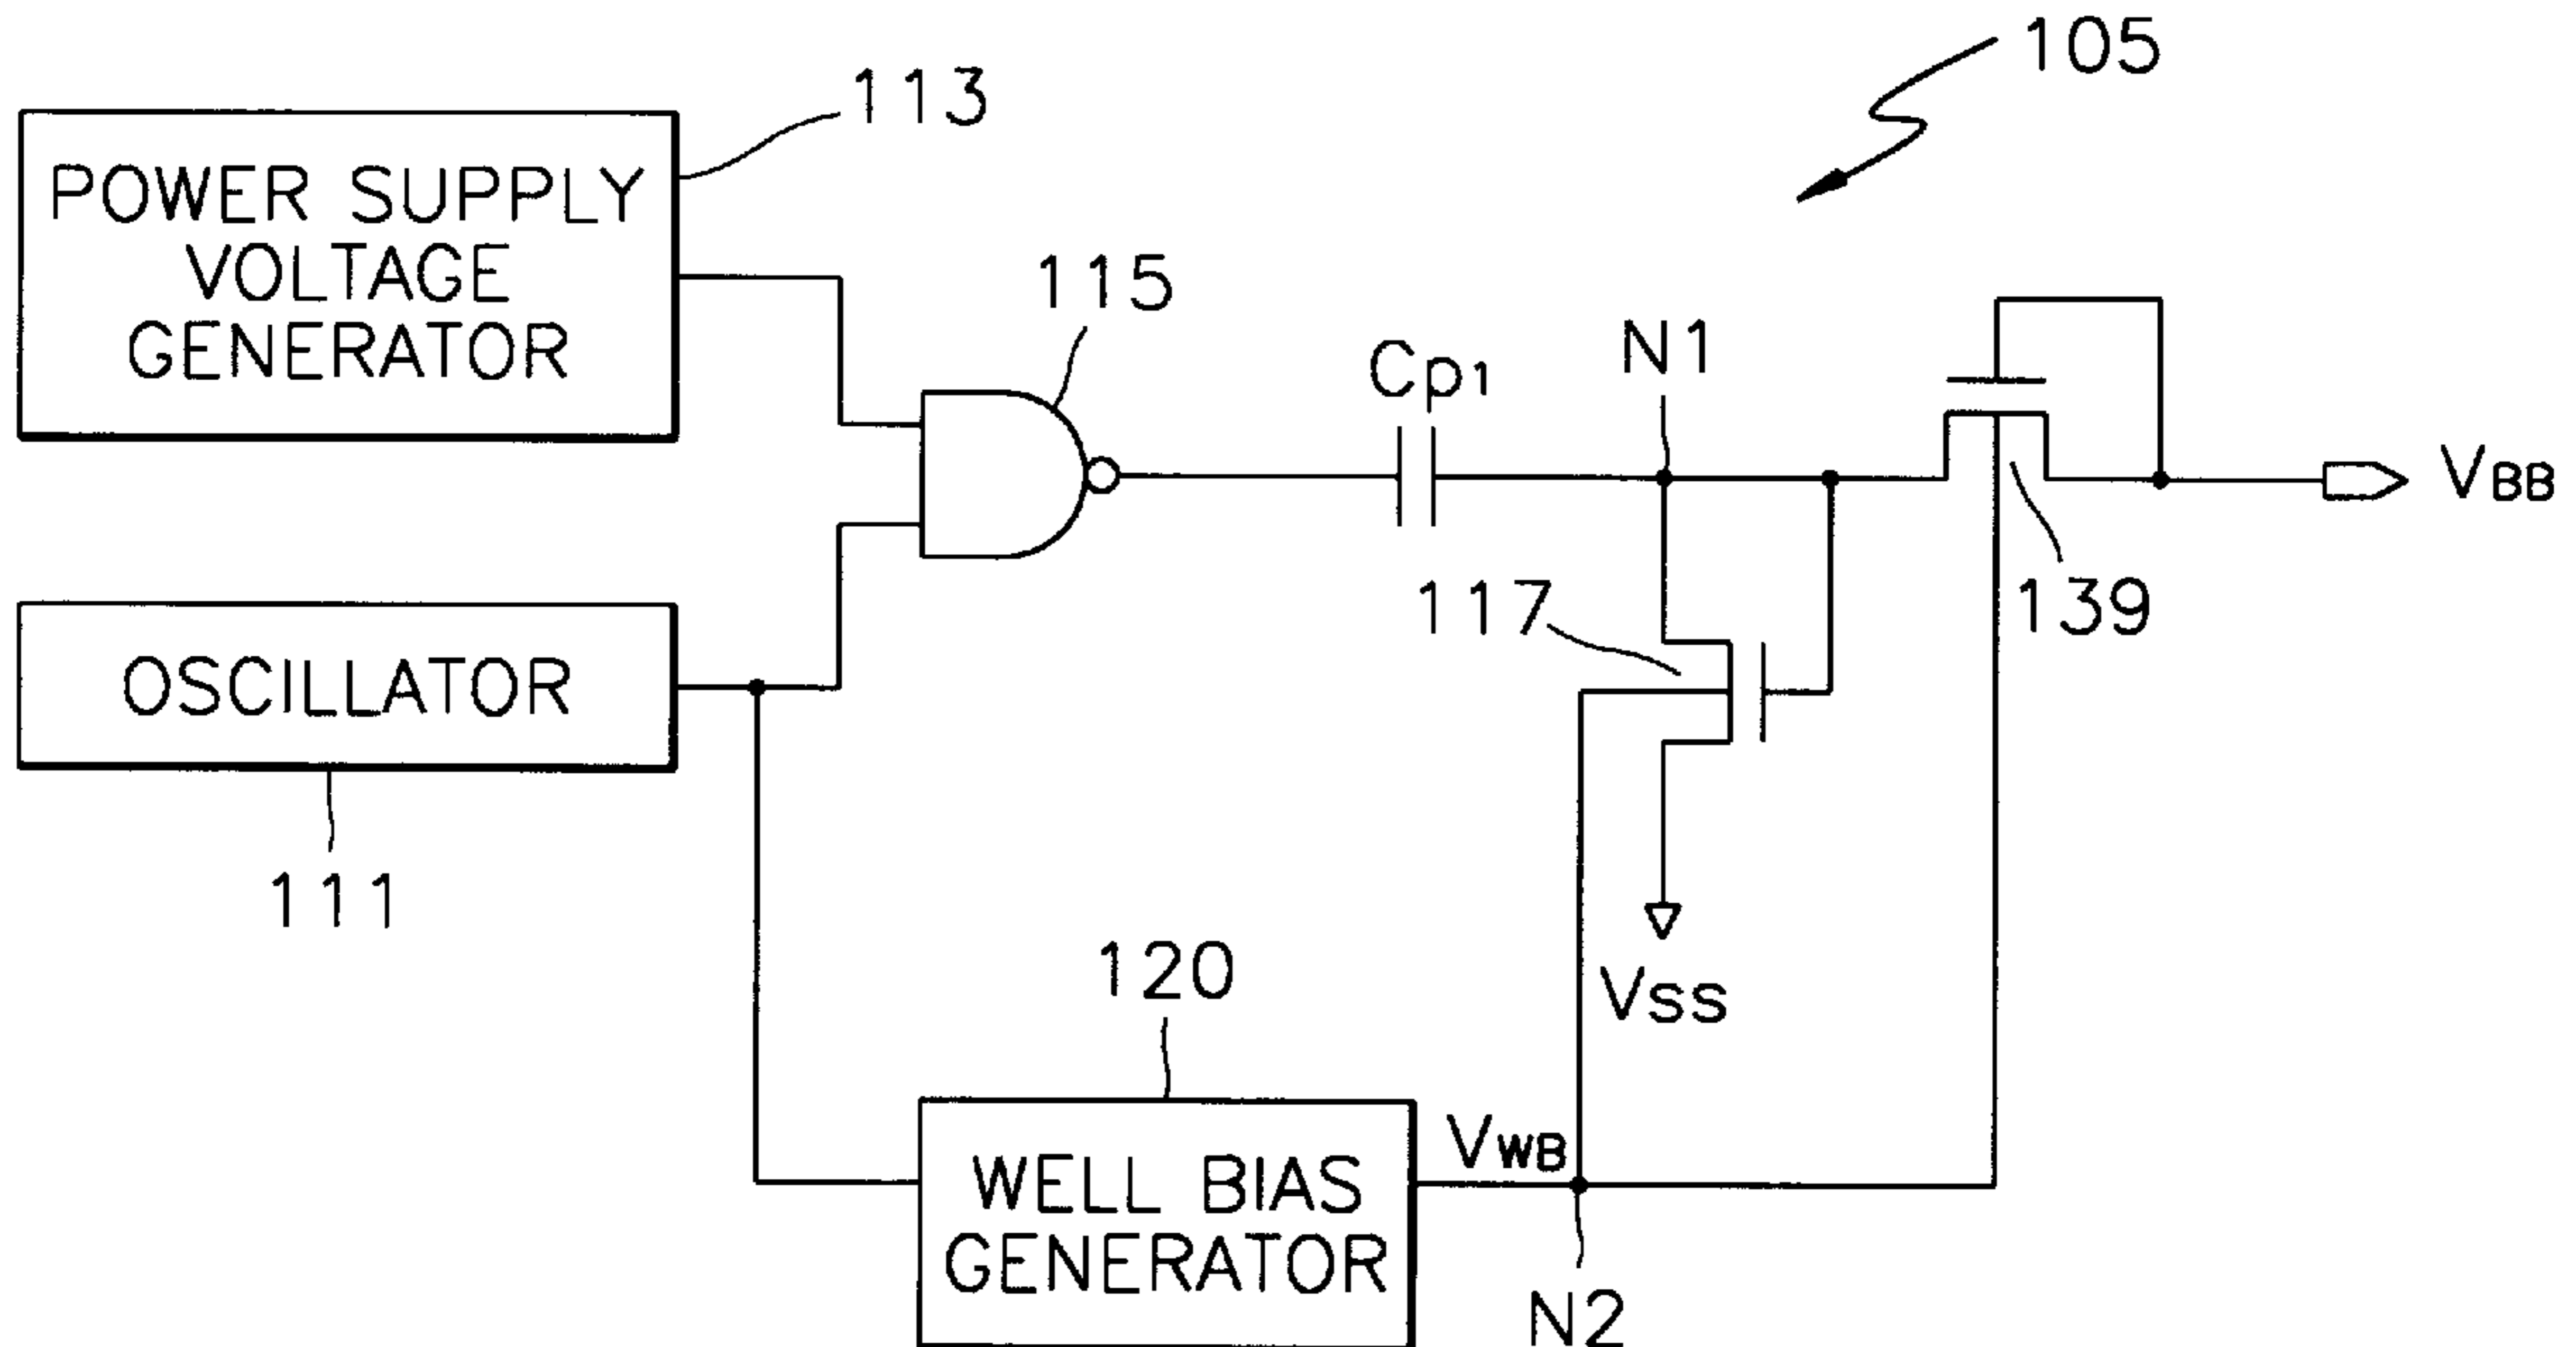 105
113
POWER SUPPLY
VOLTAGE
GENERATOR
115
N1
Cp1
VBB
117
139
OSCILLATOR
111
VSS
120
VWB
WELL BIAS
GENERATOR
N2